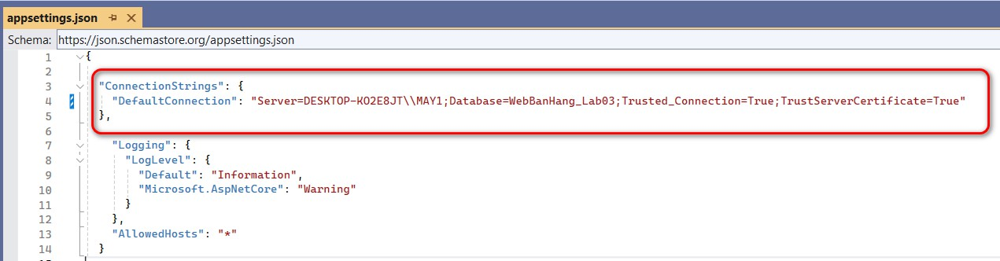 appsettings.json
Schema: https://json.schemastore.org/appsettings.json
1 {
2
3 "ConnectionStrings": {
4 "DefaultConnection": "Server=DESKTOP-KO2E8JT\\MAY1;Database=WebBanHang_Lab03;Trusted_Connection=True;TrustServerCertificate=True"
5 },
6
7 "Logging": {
8 "LogLevel": {
9 "Default": "Information",
10 "Microsoft.AspNetCore": "Warning"
11 }
12 },
13 "AllowedHosts": "*"
14 }